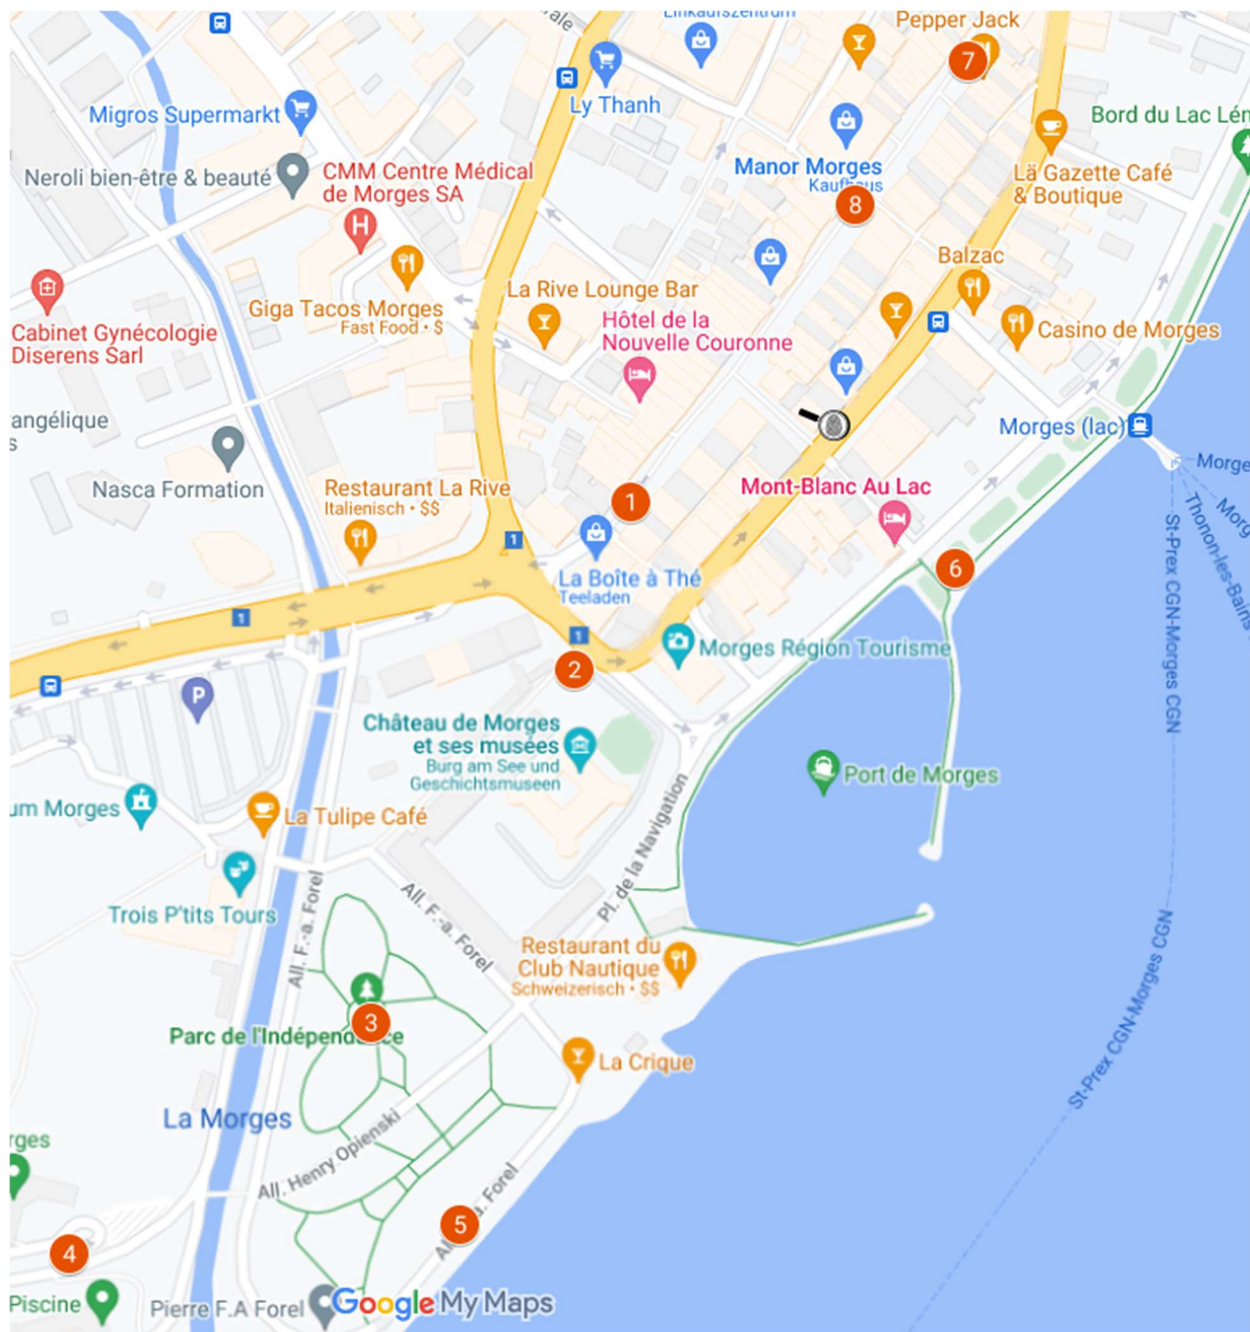 Einkaufszentrum
Pepper Jack
7
Ly Thanh
Migros Supermarkt
Bord du Lac Lém
Manor Morges
Kaufhaus
Neroli bien-être & beauté
CMM Centre Médical
de Morges SA
Lä Gazette Café
& Boutique
8
H
Balzac
La Rive Lounge Bar
Giga Tacos Morges
Fast Food • $
Hôtel de la
Nouvelle Couronne
Casino de Morges
Cabinet Gynécologie
Diserens Sarl
angélique
s
Morges (lac)
Morge
Nasca Formation
Restaurant La Rive
Italienisch • $$
Mont-Blanc Au Lac
Morg
Thonon-les-Bains
St-Prex CGN-Morges CGN
1
1
La Boîte à Thé
Teeladen
6
1
1
2
Morges Région Tourisme
P
Château de Morges
et ses musées
Burg am See und
Geschichtsmuseen
Port de Morges
um Morges
La Tulipe Café
Pl. de la Navigation
Trois P'tits Tours
All. F.-a. Forel
All. F.-a. Forel
Restaurant du
Club Nautique
Schweizerisch • $$
St-Prex CGN-Morges CGN
3
Parc de l'Indépendance
La Crique
La Morges
rges
All. Henry Opienski
5
a. Forel
4
Piscine
Pierre F.A Forel
Google My Maps